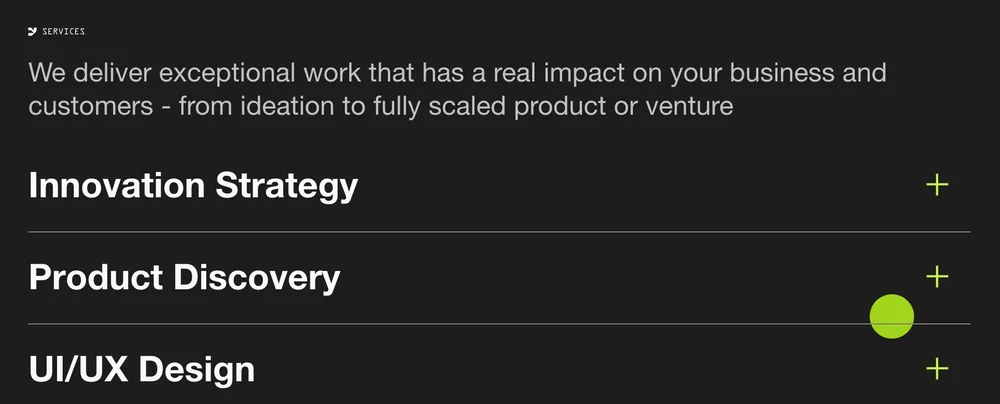 SERVICES
We deliver exceptional work that has a real impact on your business and
customers - from ideation to fully scaled product or venture
Innovation Strategy
Product Discovery
UI/UX Design